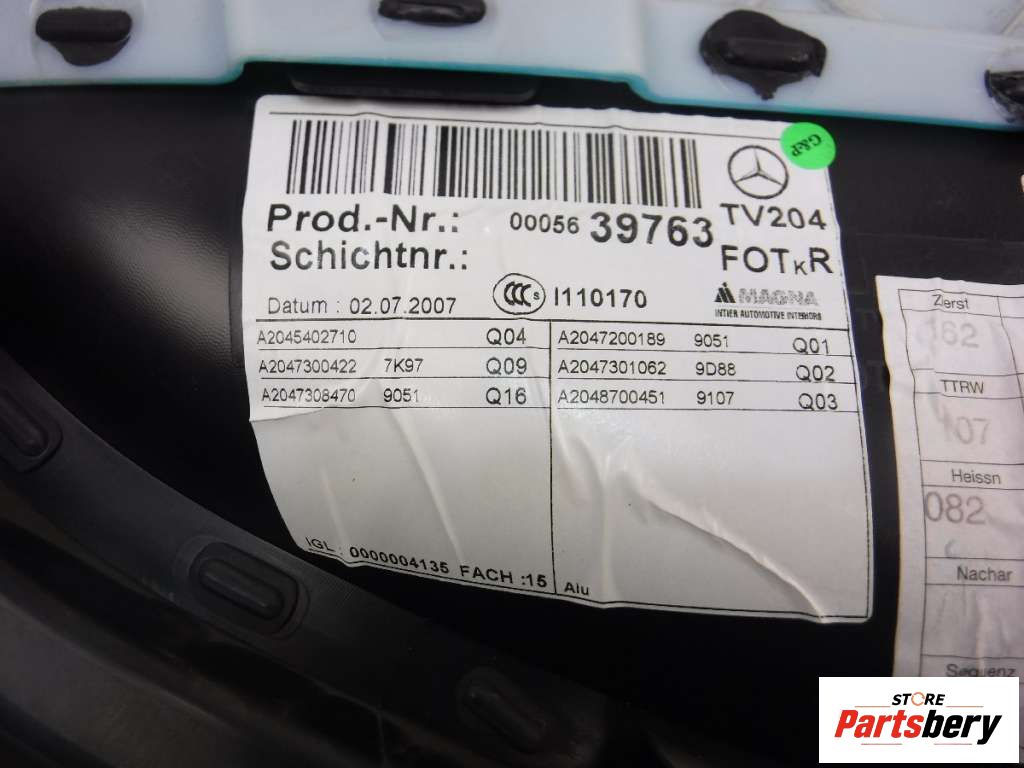 G&P
Prod.-Nr.: 00056 39763 TV204
Schichtnr.: FOTKR
Datum : 02.07.2007 CCC S I110170 MAGNA
INTIER AUTOMOTIVE INTERIORS
A2045402710 Q04 A2047200189 9051 Q01
A2047300422 7K97 Q09 A2047301062 9D88 Q02
A2047308470 9051 Q16 A2048700451 9107 Q03
IGL : 0000004135 FACH :15 Alu
Zierst
162
TTRW
107
Heissn
082
Nachar
Sequenz
STORE
Partsbery